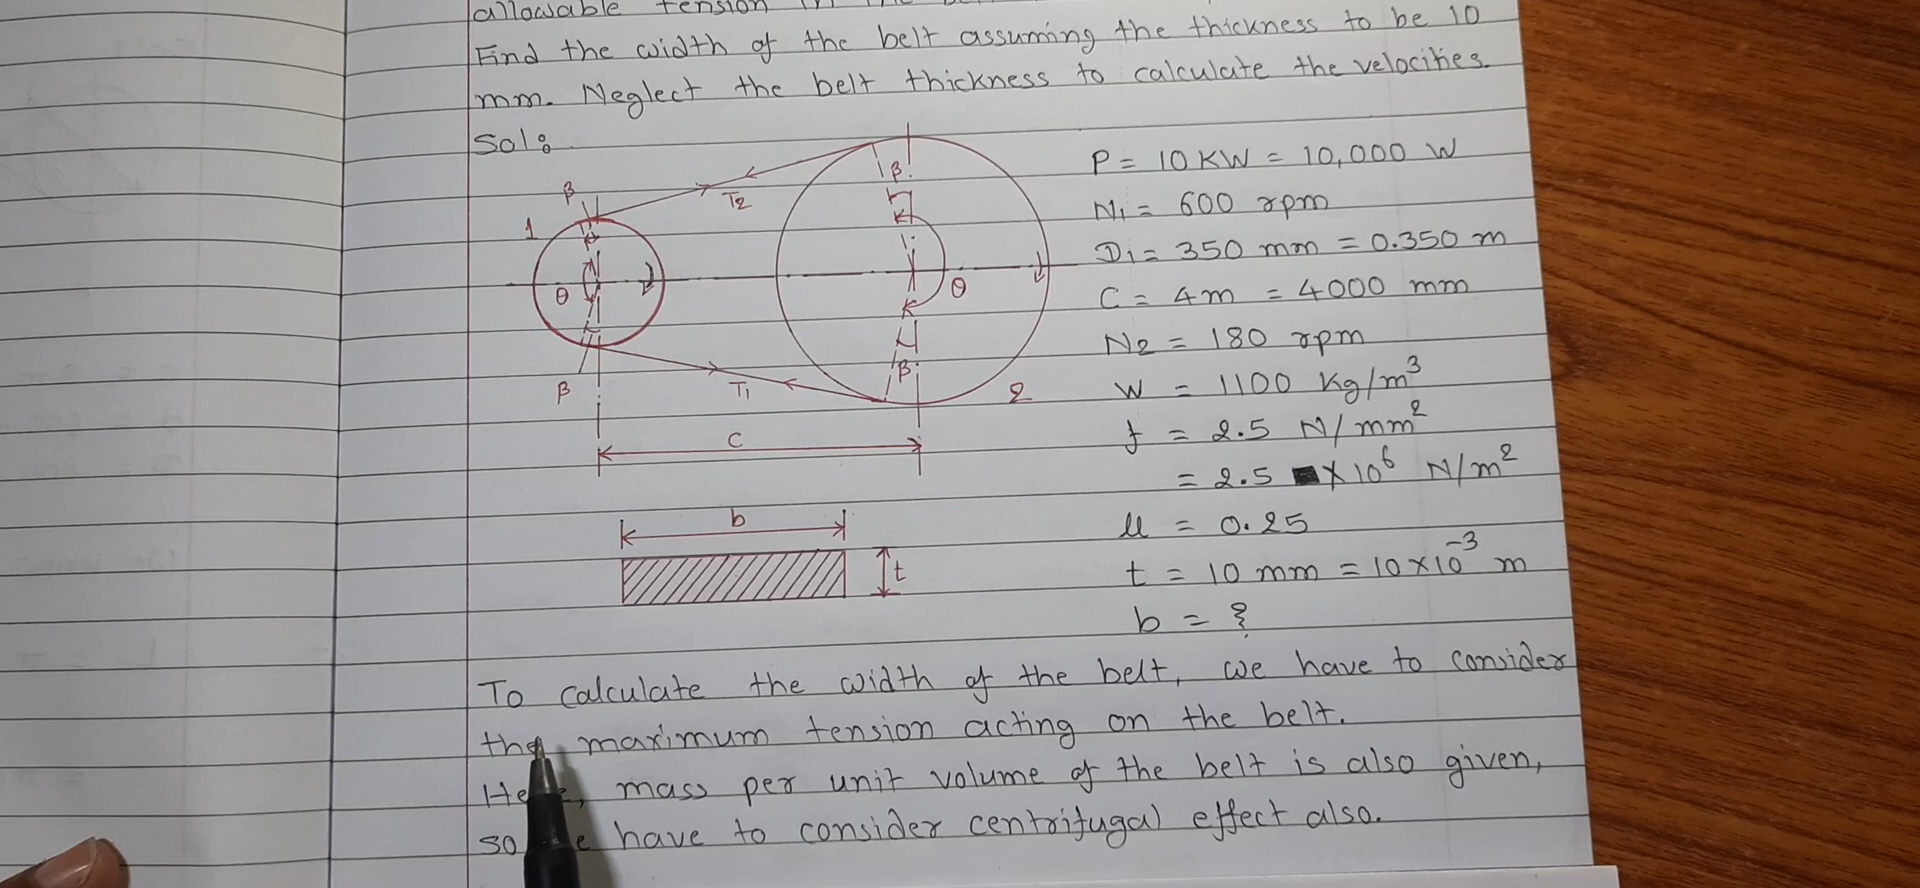 allowable tension in the
Find the width of the belt assuming the thickness to be 10
mm. Neglect the belt thickness to calculate the velocities.
Sol:
P = 10 KW = 10,000 W
N1 = 600 rpm
D1 = 350 mm = 0.350 m
C = 4m = 4000 mm
N2 = 180 rpm
W = 1100 Kg/m³
f = 2.5 N/mm²
= 2.5 × 10⁶ N/m²
μ = 0.25
t = 10 mm = 10×10⁻³ m
b = ?
β
1
θ
β
T2
T1
β
θ
β
2
C
b
t
To calculate the width of the belt, we have to consider
the maximum tension acting on the belt.
mass per unit volume of the belt is also given,
so have to consider centrifugal effect also.